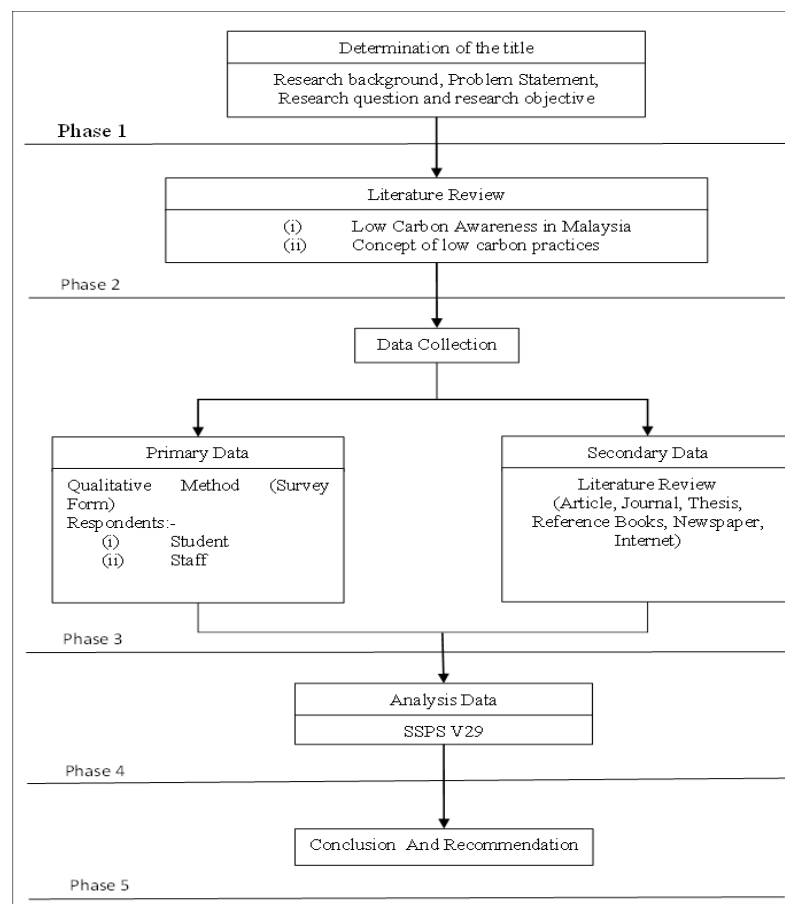 Determination of the title
Research background, Problem Statement,
Research question and research objective
Phase 1
Literature Review
(i) Low Carbon Awareness in Malaysia
(ii) Concept of low carbon practices
Phase 2
Data Collection
Primary Data
Qualitative Method (Survey
Form)
Respondents:-
(i) Student
(ii) Staff
Secondary Data
Literature Review
(Article, Journal, Thesis,
Reference Books, Newspaper,
Internet)
Phase 3
Analysis Data
SSPS V29
Phase 4
Conclusion And Recommendation
Phase 5